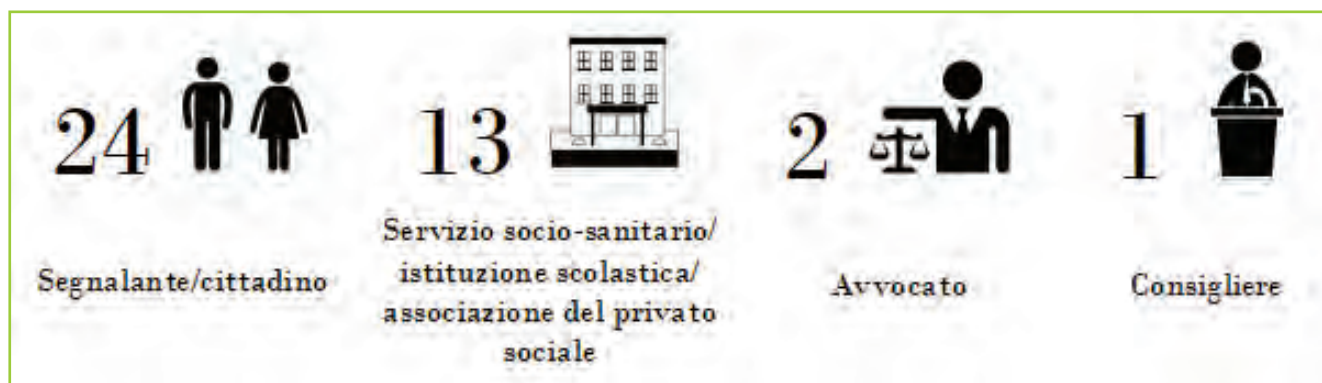 24
Segnalante/cittadino
13
Servizio socio-sanitario/
istituzione scolastica/
associazione del privato
sociale
2
Avvocato
1
Consigliere